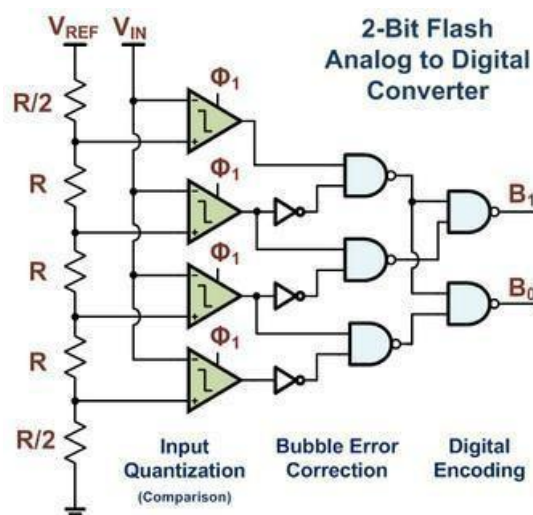 V_REF V_IN
2-Bit Flash
Analog to Digital
Converter
R/2
Φ1
R
Φ1
B1
R
Φ1
B0
R
Φ1
R/2
Input
Quantization
(Comparison)
Bubble Error
Correction
Digital
Encoding